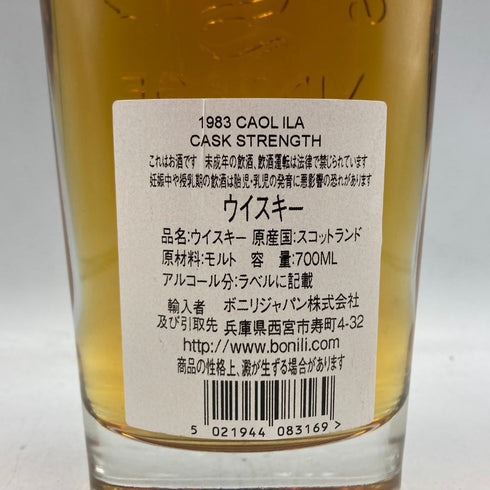 1983 CAOL ILA
CASK STRENGTH
これはお酒です 未成年の飲酒、飲酒運転は法律で禁じられています
妊娠中や授乳期の飲酒は胎児・乳児の発育に悪影響の恐れがあります
ウイスキー
品名:ウイスキー 原産国:スコットランド
原材料:モルト 容 量:700ML
アルコール分:ラベルに記載
輸入者 ボニリジャパン株式会社
及び引取先 兵庫県西宮市寿町4-32
http://www.bonili.com
商品の性格上、澱が生ずる場合があります
5 021944 083169 >